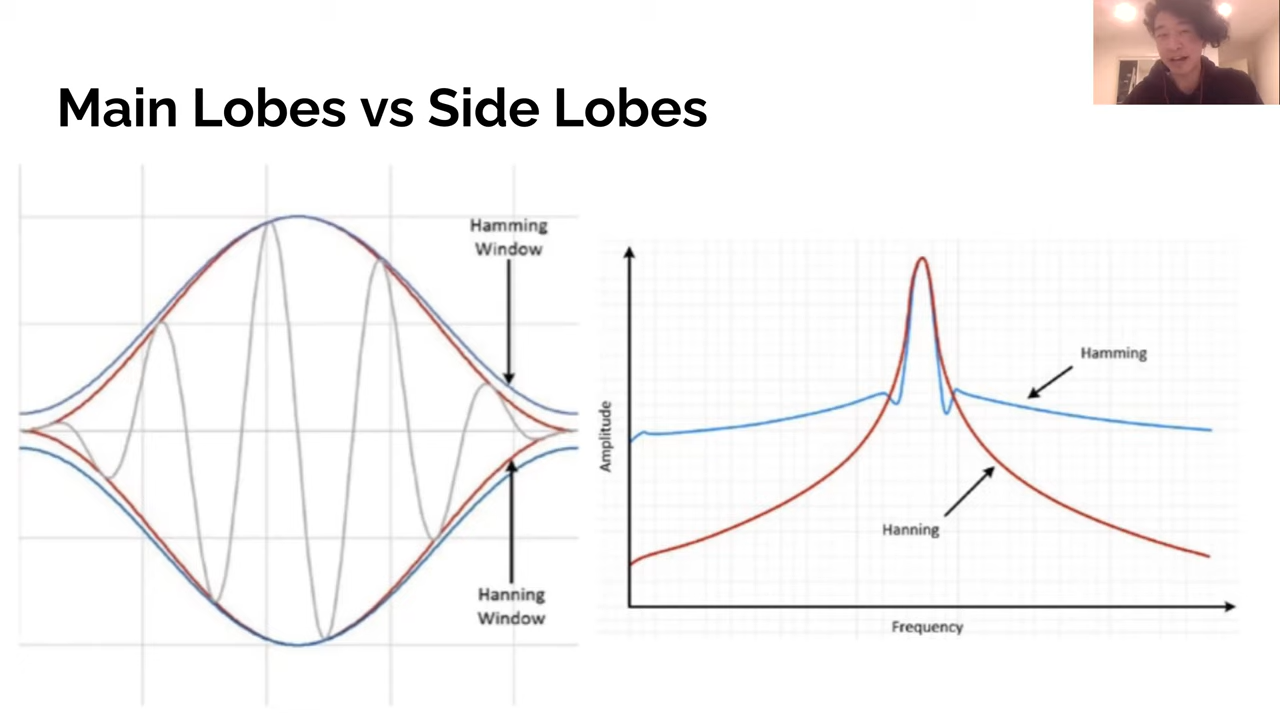 Main Lobes vs Side Lobes
Hamming
Window
Hanning
Window
Amplitude
Hamming
Hanning
Frequency